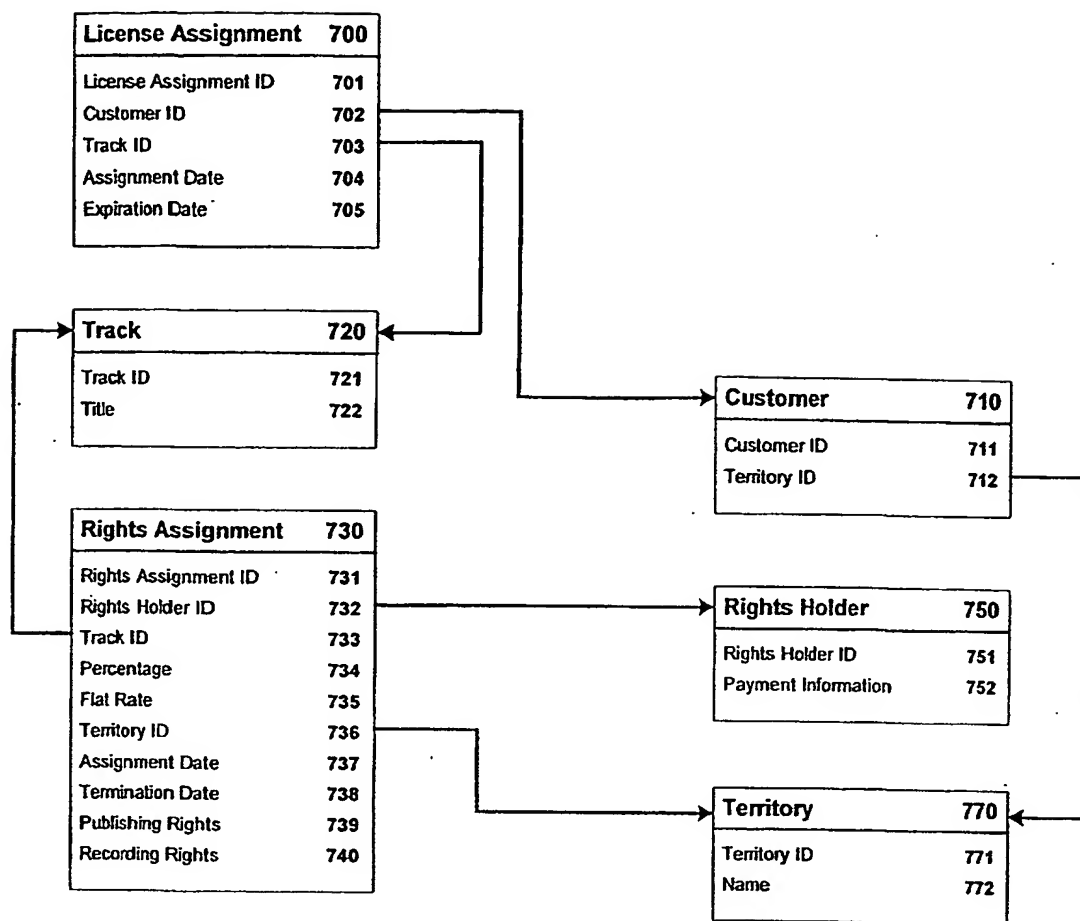 License Assignment 700
License Assignment ID 701
Customer ID 702
Track ID 703
Assignment Date 704
Expiration Date 705
Track 720
Track ID 721
Title 722
Customer 710
Customer ID 711
Territory ID 712
Rights Assignment 730
Rights Assignment ID 731
Rights Holder ID 732
Track ID 733
Percentage 734
Flat Rate 735
Territory ID 736
Assignment Date 737
Termination Date 738
Publishing Rights 739
Recording Rights 740
Rights Holder 750
Rights Holder ID 751
Payment Information 752
Territory 770
Territory ID 771
Name 772